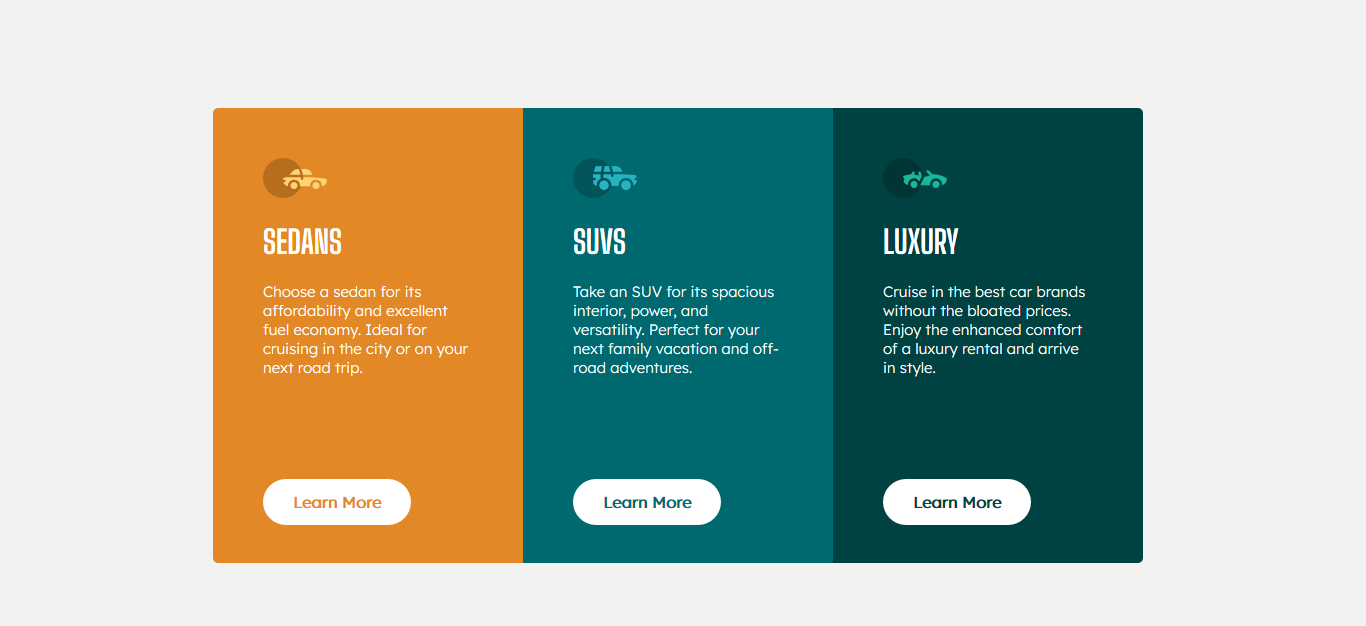 SEDANS
Choose a sedan for its
affordability and excellent
fuel economy. Ideal for
cruising in the city or on your
next road trip.
Learn More
SUVS
Take an SUV for its spacious
interior, power, and
versatility. Perfect for your
next family vacation and off-
road adventures.
Learn More
LUXURY
Cruise in the best car brands
without the bloated prices.
Enjoy the enhanced comfort
of a luxury rental and arrive
in style.
Learn More